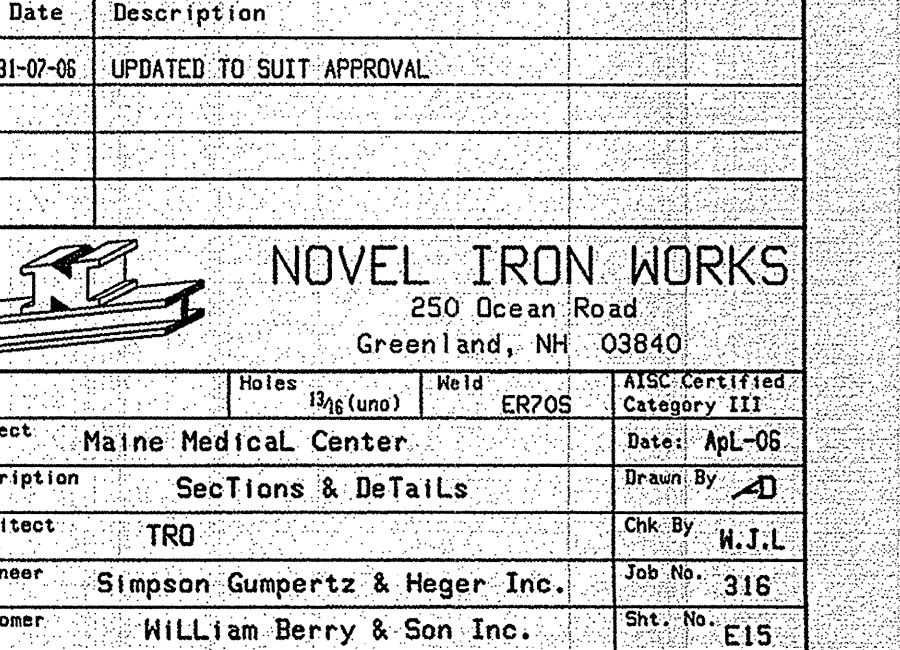 Date Description
31-07-06 UPDATED TO SUIT APPROVAL
NOVEL IRON WORKS
250 Ocean Road
Greenland, NH 03840
Holes 13/16 (uno) Weld ER70S AISC Certified Category III
ect Maine MedicaL Center Date: ApL-06
ription SecTions & DeTaiLs Drawn By AD
itect TRO Chk By W.J.L
neer Simpson Gumpertz & Heger Inc. Job No. 316
omer WiLLiam Berry & Son Inc. Sht. No. E15